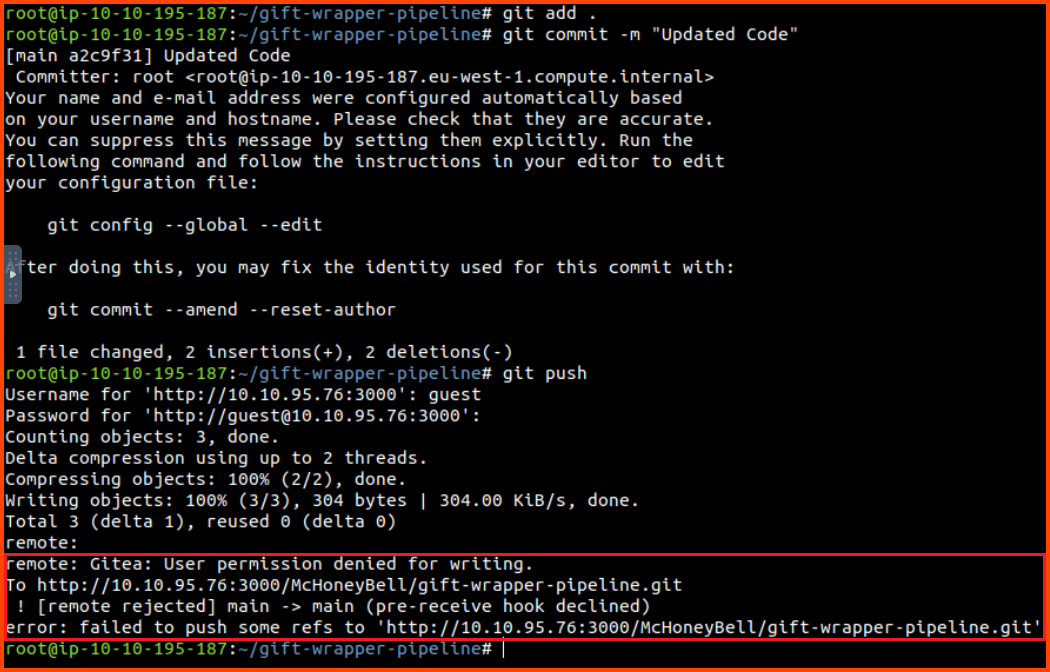 root@ip-10-10-195-187:~/gift-wrapper-pipeline# git add .
root@ip-10-10-195-187:~/gift-wrapper-pipeline# git commit -m "Updated Code"
[main a2c9f31] Updated Code
 Committer: root <root@ip-10-10-195-187.eu-west-1.compute.internal>
Your name and e-mail address were configured automatically based
on your username and hostname. Please check that they are accurate.
You can suppress this message by setting them explicitly. Run the
following command and follow the instructions in your editor to edit
your configuration file:

    git config --global --edit

After doing this, you may fix the identity used for this commit with:

    git commit --amend --reset-author

 1 file changed, 2 insertions(+), 2 deletions(-)
root@ip-10-10-195-187:~/gift-wrapper-pipeline# git push
Username for 'http://10.10.95.76:3000': guest
Password for 'http://guest@10.10.95.76:3000':
Counting objects: 3, done.
Delta compression using up to 2 threads.
Compressing objects: 100% (2/2), done.
Writing objects: 100% (3/3), 304 bytes | 304.00 KiB/s, done.
Total 3 (delta 1), reused 0 (delta 0)
remote:
remote: Gitea: User permission denied for writing.
To http://10.10.95.76:3000/McHoneyBell/gift-wrapper-pipeline.git
 ! [remote rejected] main -> main (pre-receive hook declined)
error: failed to push some refs to 'http://10.10.95.76:3000/McHoneyBell/gift-wrapper-pipeline.git'
root@ip-10-10-195-187:~/gift-wrapper-pipeline#